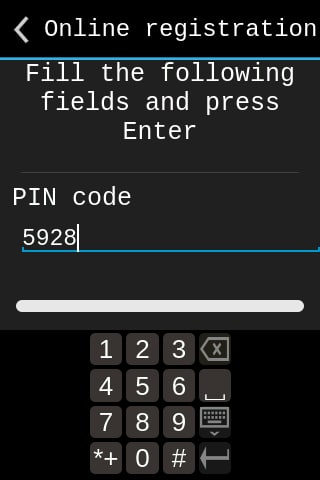 Online registration
Fill the following
fields and press
Enter
PIN code
5928
1 2 3
4 5 6
7 8 9
*+ 0 #